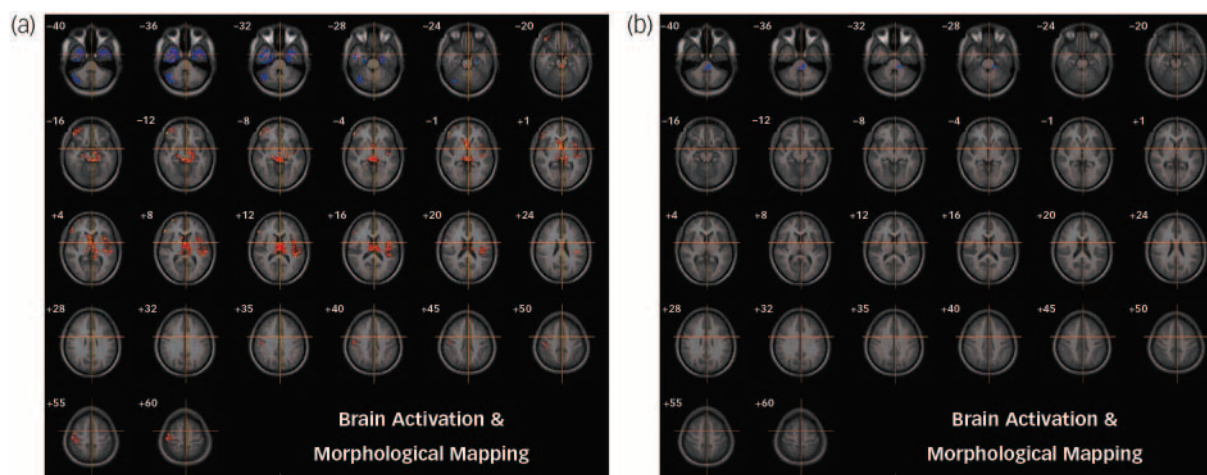 (a)
−40 −36 −32 −28 −24 −20
−16 −12 −8 −4 −1 +1
+4 +8 +12 +16 +20 +24
+28 +32 +35 +40 +45 +50
+55 +60
Brain Activation &
Morphological Mapping
(b)
−40 −36 −32 −28 −24 −20
−16 −12 −8 −4 −1 +1
+4 +8 +12 +16 +20 +24
+28 +32 +35 +40 +45 +50
+55 +60
Brain Activation &
Morphological Mapping